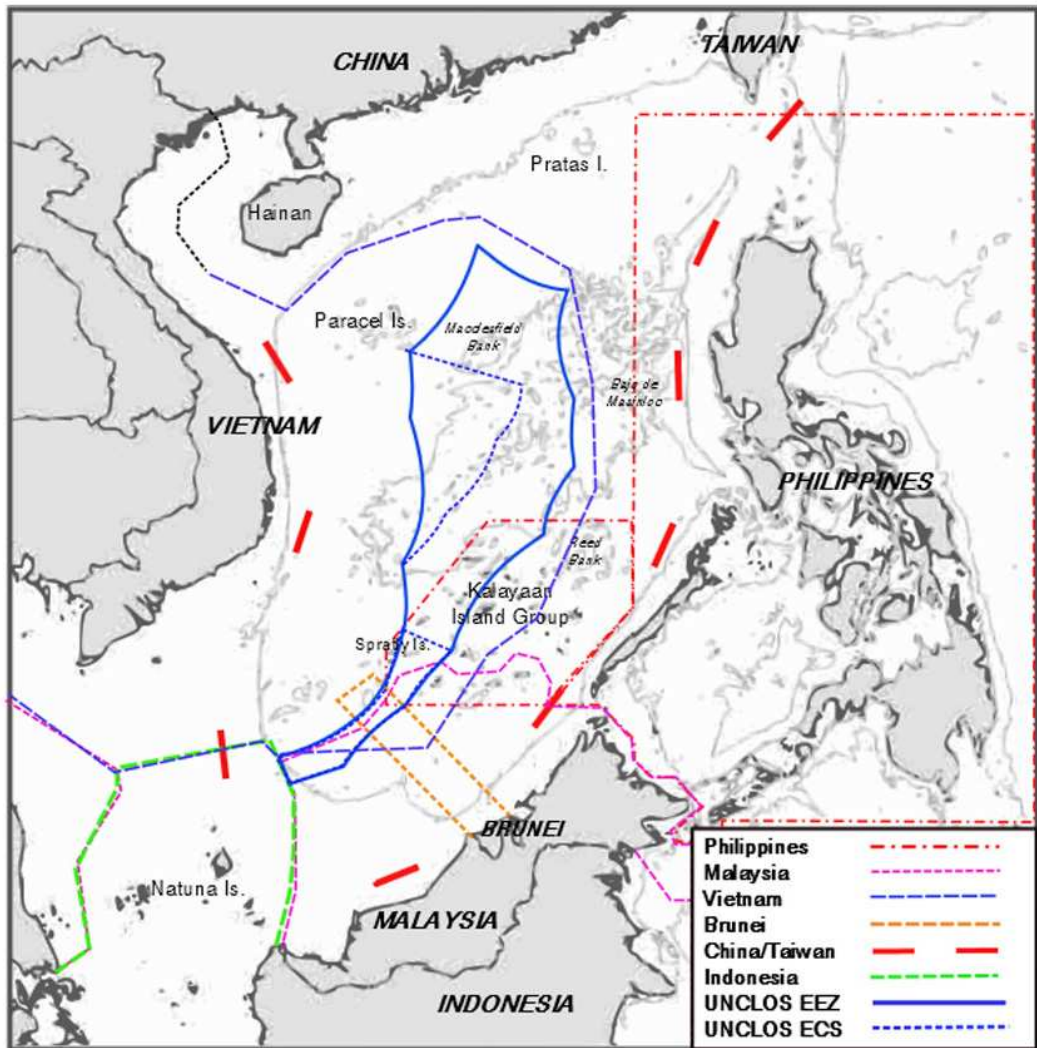 CHINA
TAIWAN
Pratas I.
Hainan
Paracel Is.
Macclesfield
Bank
Bajo de
Masinloc
VIETNAM
PHILIPPINES
Reed
Bank
Kalayaan
Island Group
Spratly Is.
BRUNEI
Natuna Is.
MALAYSIA
INDONESIA
Philippines
Malaysia
Vietnam
Brunei
China/Taiwan
Indonesia
UNCLOS EEZ
UNCLOS ECS